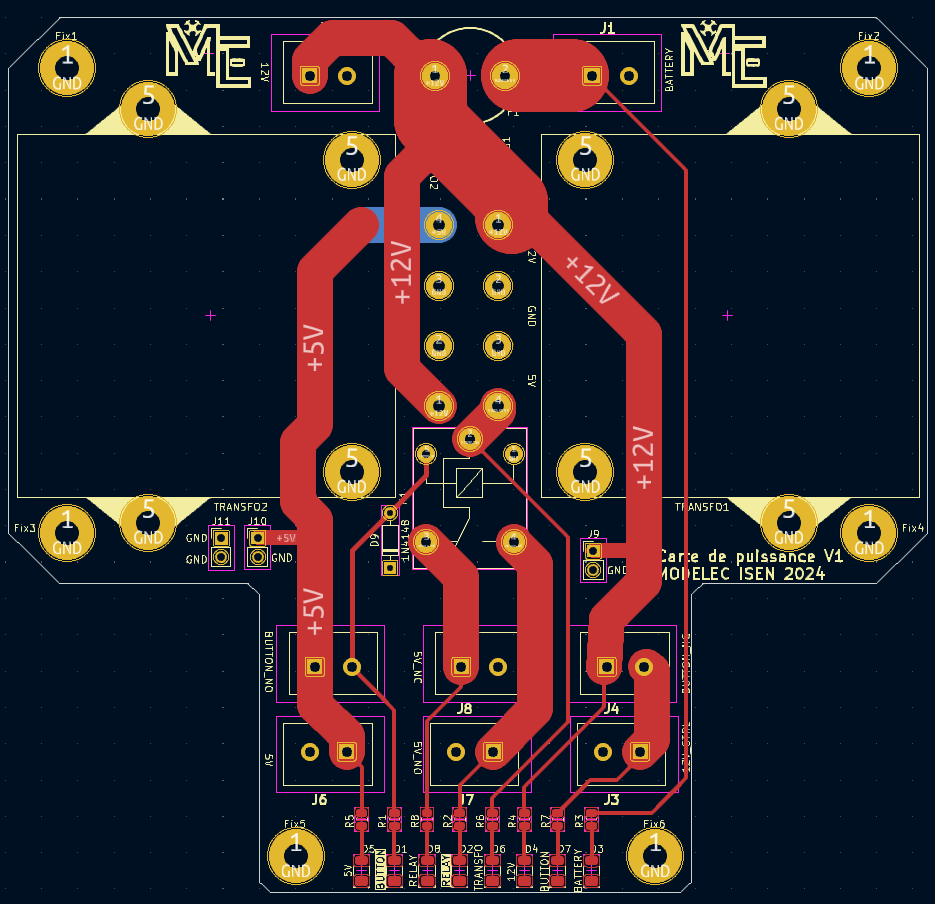 J1
Fix1
Fix2
ME
ME
12V
BATTERY
F1
1
GND
5
GND
5
GND
1
GND
5
GND
5
GND
+12V
+12V
+5V
GND
5V
+12V
5
GND
5
GND
5
GND
5
GND
Fix3
1
GND
TRANSFO2
TRANSFO1
1
GND
Fix4
J11
J10
GND
GND
+5V
GND
D9
1N414B
J9
GND
Carte de puissance V1
MODELEC ISEN 2024
+5V
BUTTON_NO
5V_NC
J8
J4
5V
5V_NO
J6
J7
J3
R5
R1
R8
R2
R6
R4
R7
R3
Fix5
Fix6
1
GND
1
GND
5V
BUTTON
RELAY
RELAY
TRANSFO
12V
BUTTON
BATTERY